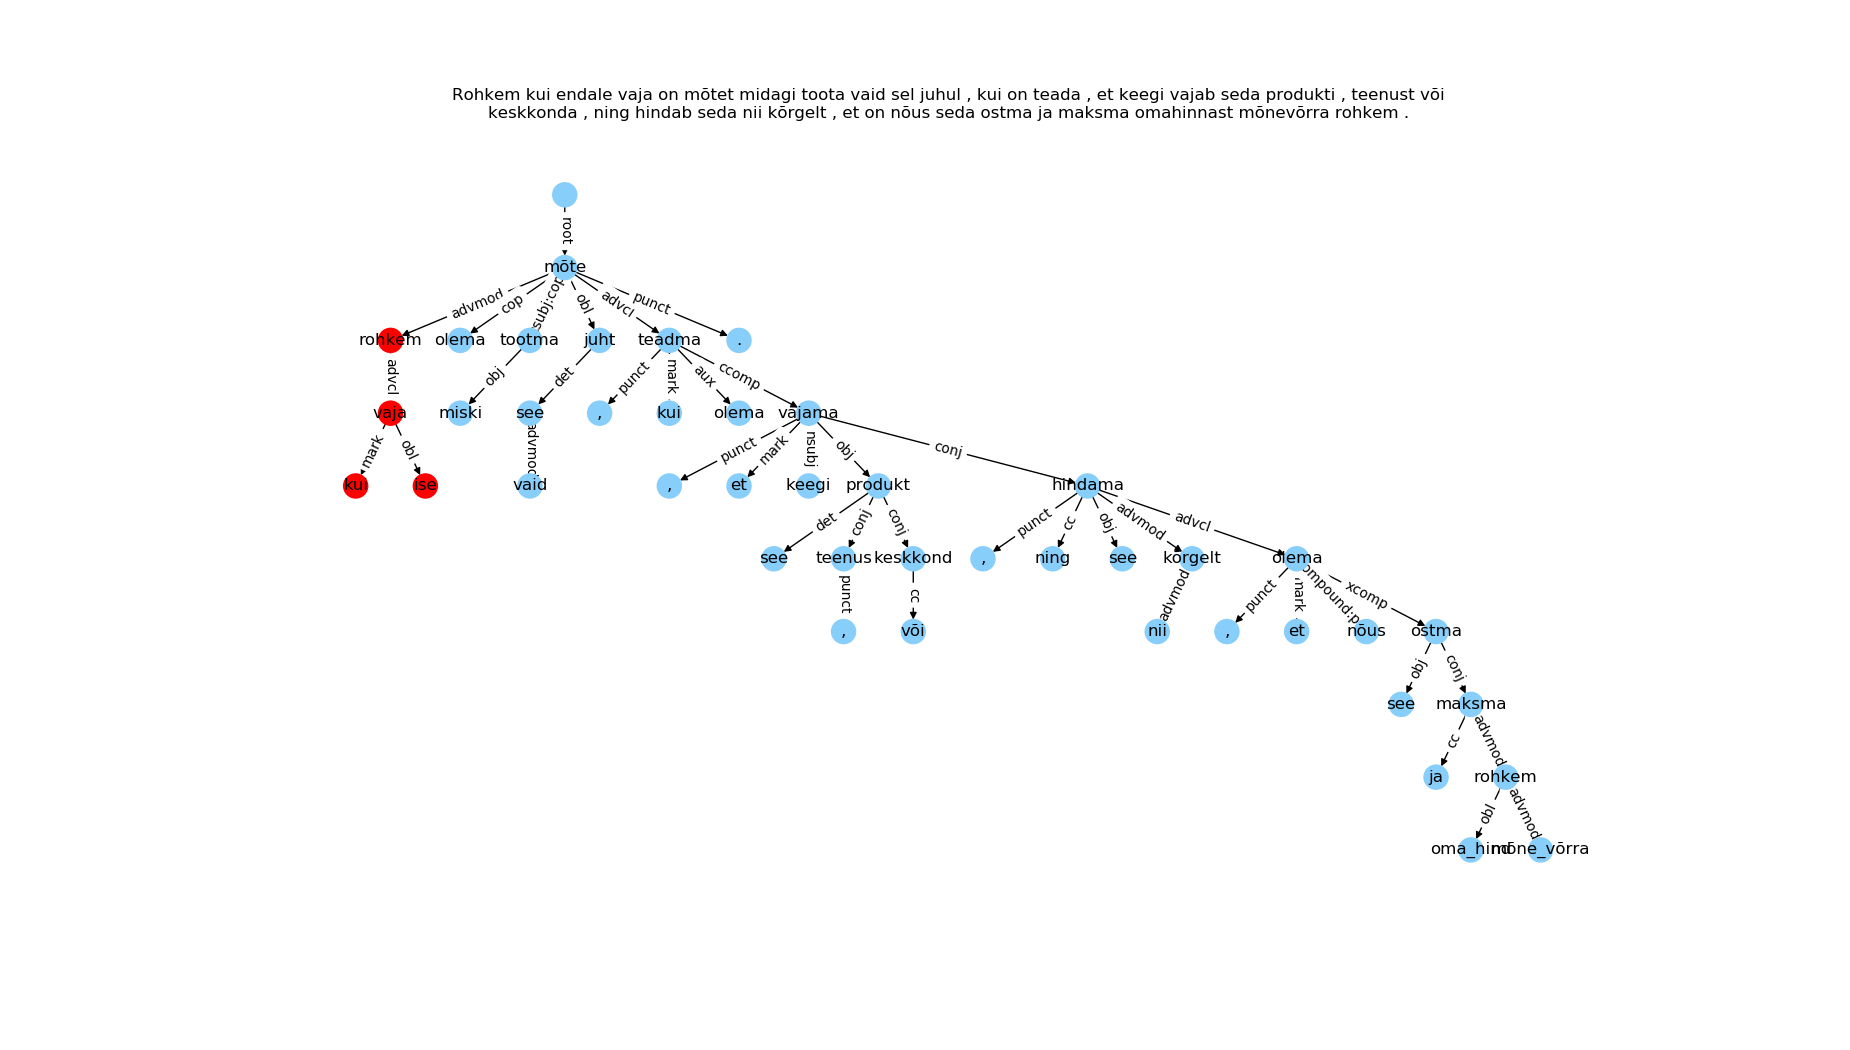 Rohkem kui endale vaja on mõtet midagi toota vaid sel juhul , kui on teada , et keegi vajab seda produkti , teenust või
keskkonda , ning hindab seda nii kõrgelt , et on nõus seda ostma ja maksma omahinnast mõnevõrra rohkem .
root
mõte
advmod cop subj:cop obl advcl punct
rohkem olema tootma juht teadma .
advcl obj det punct mark aux ccomp
vaja miski see , kui olema vajama
mark obl advmod punct mark nsubj obj conj
kui ise vaid , et keegi produkt hindama
det conj conj punct cc obj advmod advcl
see teenus keskkond , ning see kõrgelt olema
punct cc advmod punct mark ompound:p xcomp
, või nii , et nõus ostma
obj conj
see maksma
cc advmod
ja rohkem
obl advmod
oma_hind mõne_võrra